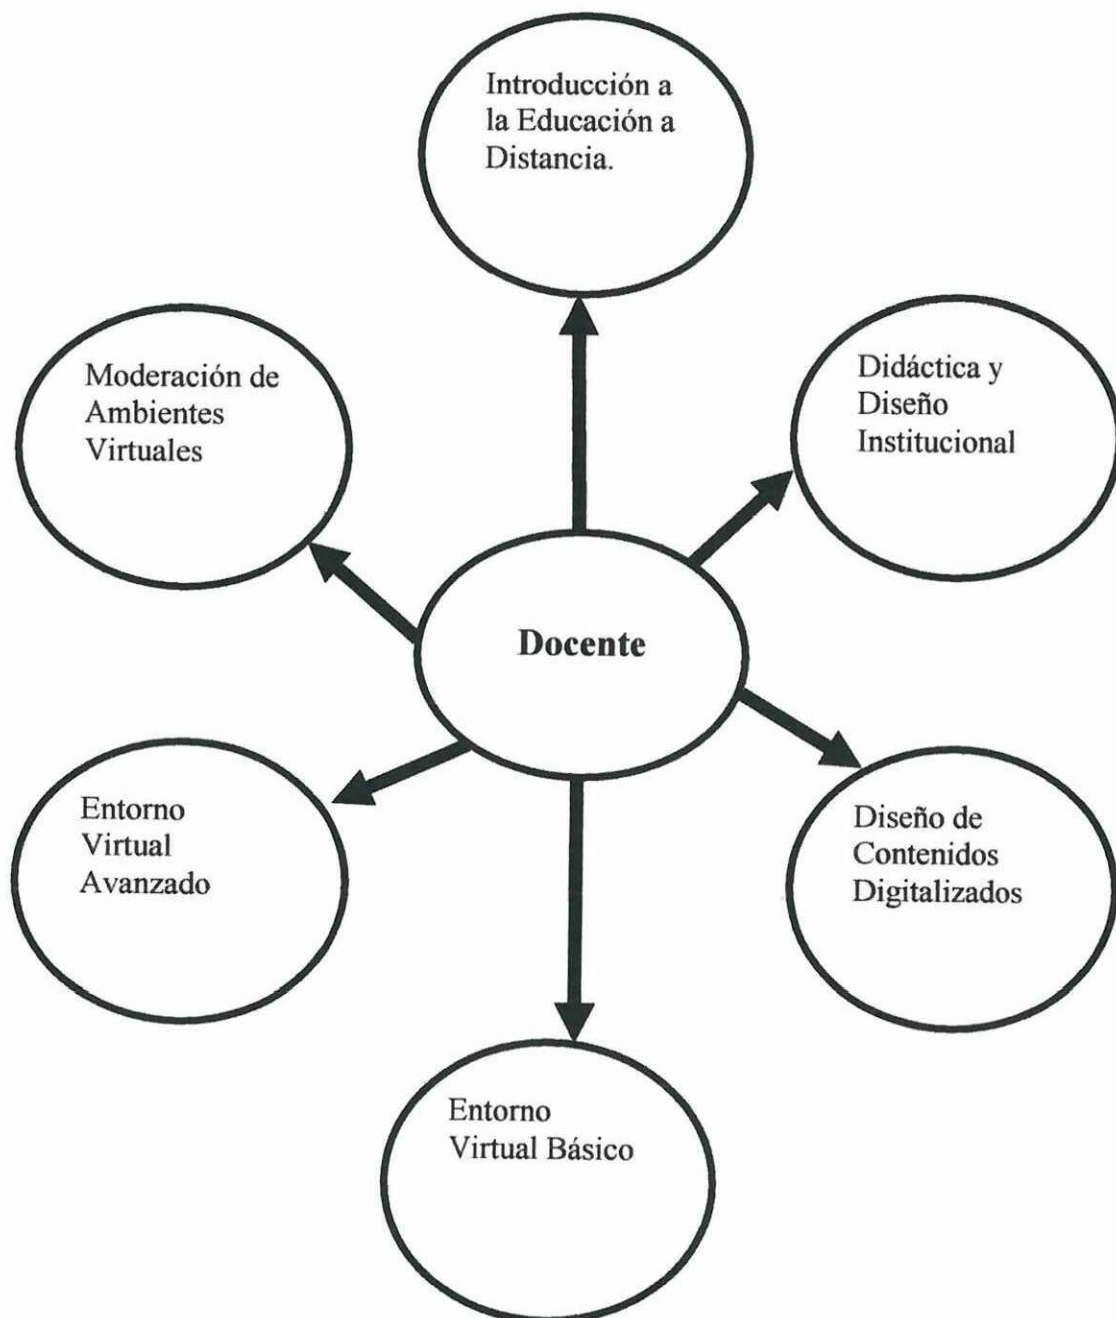 Introducción a
la Educación a
Distancia.
Didáctica y
Diseño
Institucional
Moderación de
Ambientes
Virtuales
Docente
Entorno
Virtual
Avanzado
Diseño de
Contenidos
Digitalizados
Entorno
Virtual Básico